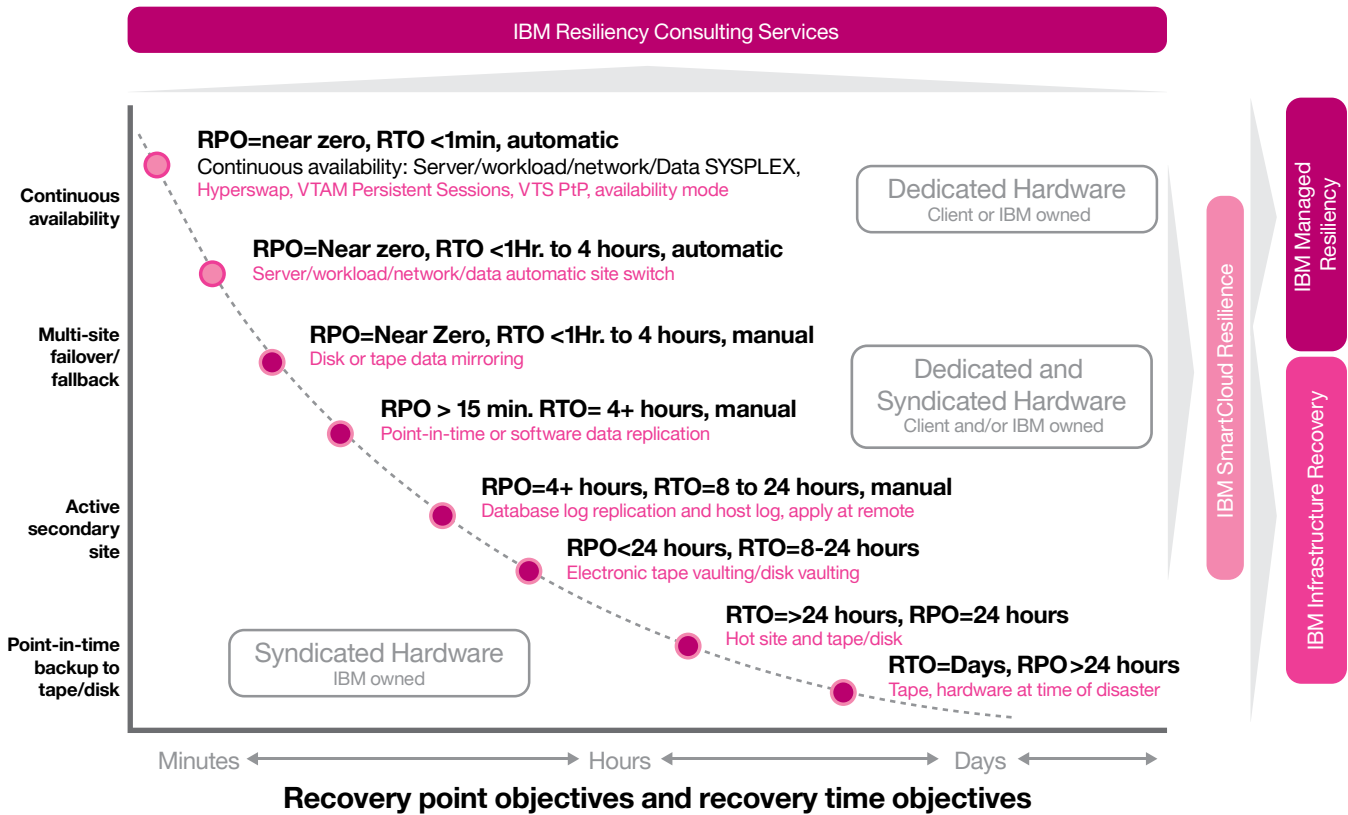 IBM Resiliency Consulting Services
RPO=near zero, RTO <1min, automatic
Continuous availability: Server/workload/network/Data SYSPLEX,
Hyperswap, VTAM Persistent Sessions, VTS PtP, availability mode
Dedicated Hardware
Client or IBM owned
Continuous
availability
RPO=Near zero, RTO <1Hr. to 4 hours, automatic
Server/workload/network/data automatic site switch
Multi-site
failover/
fallback
RPO=Near Zero, RTO <1Hr. to 4 hours, manual
Disk or tape data mirroring
Dedicated and
Syndicated Hardware
Client and/or IBM owned
RPO > 15 min. RTO= 4+ hours, manual
Point-in-time or software data replication
Active
secondary
site
RPO=4+ hours, RTO=8 to 24 hours, manual
Database log replication and host log, apply at remote
RPO<24 hours, RTO=8-24 hours
Electronic tape vaulting/disk vaulting
RTO=>24 hours, RPO=24 hours
Hot site and tape/disk
Point-in-time
backup to
tape/disk
Syndicated Hardware
IBM owned
RTO=Days, RPO>24 hours
Tape, hardware at time of disaster
IBM SmartCloud Resilience
IBM Managed
Resiliency
IBM Infrastructure Recovery
Minutes
Hours
Days
Recovery point objectives and recovery time objectives